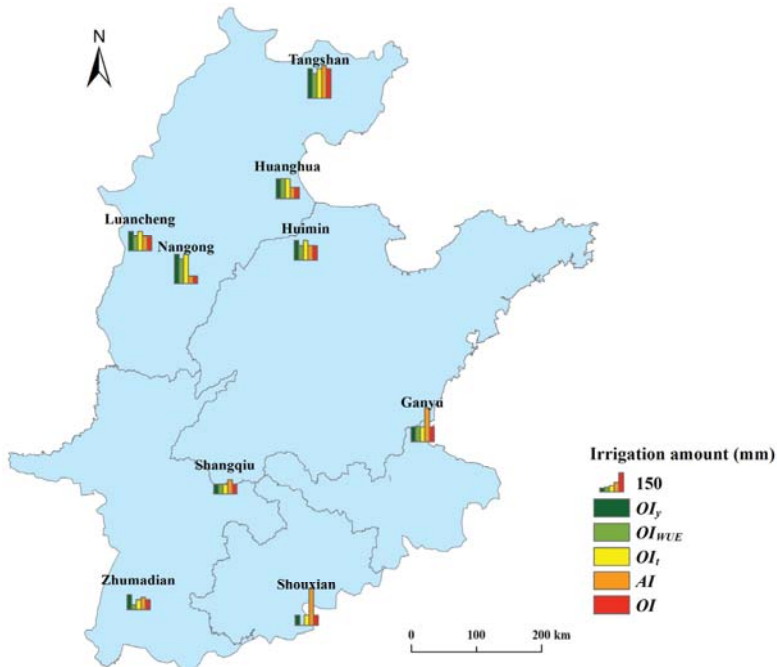 N
Tangshan
Huanghua
Luancheng
Huimin
Nangong
Ganyu
Shangqiu
Zhumadian
Shouxian
Irrigation amount (mm)
150
OIy
OIWUE
OIt
AI
OI
0 100 200 km